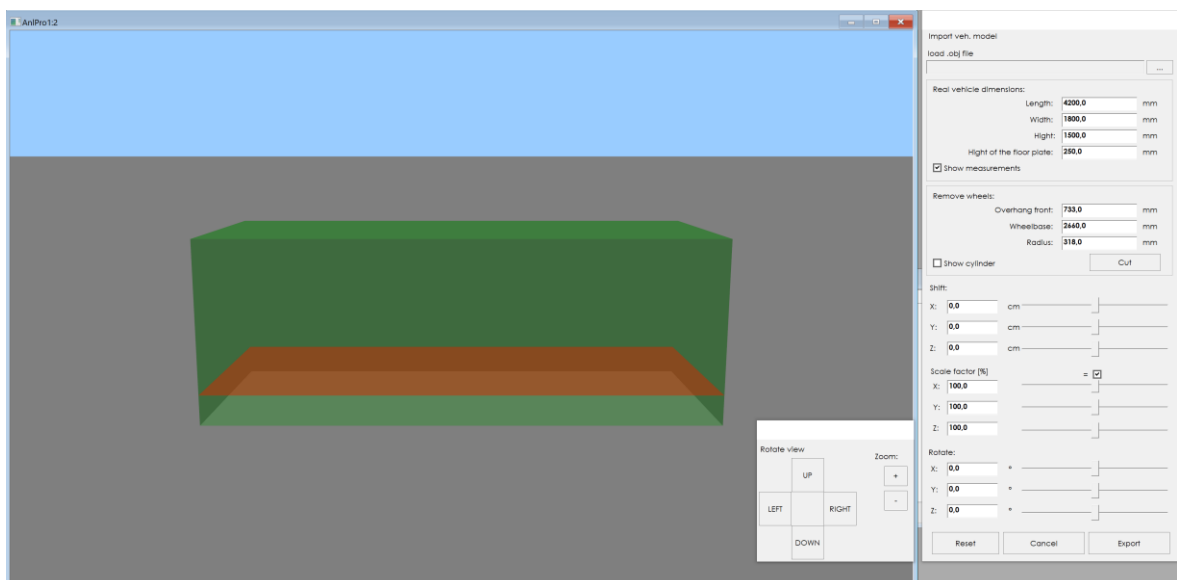 AnlPro1:2
Import veh. model
load .obj file
...
Real vehicle dimensions:
Length: 4200,0 mm
Width: 1800,0 mm
Hight: 1500,0 mm
Hight of the floor plate: 250,0 mm
Show measurements
Remove wheels:
Overhang front: 733,0 mm
Wheelbase: 2660,0 mm
Radius: 318,0 mm
Show cylinder Cut
Shift:
X: 0,0 cm
Y: 0,0 cm
Z: 0,0 cm
Scale factor [%] =
X: 100,0
Y: 100,0
Z: 100,0
Rotate:
X: 0,0 °
Y: 0,0 °
Z: 0,0 °
Reset Cancel Export
Rotate view Zoom:
UP +
LEFT RIGHT -
DOWN